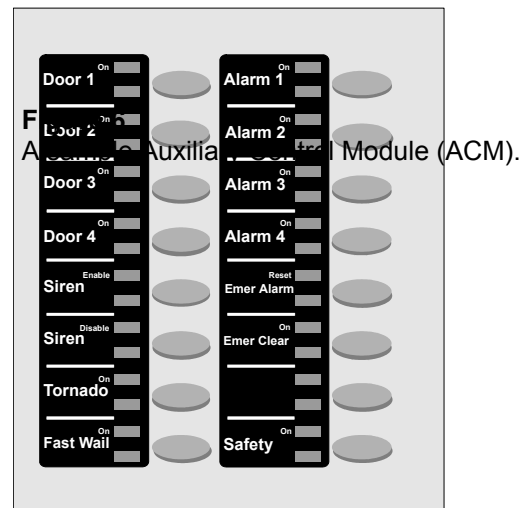 On
Door 1
On
Door 2
On
Door 3
On
Door 4
Enable
Siren
Disable
Siren
On
Tornado
On
Fast Wail
On
Alarm 1
On
Alarm 2
On
Alarm 3
On
Alarm 4
Reset
Emer Alarm
On
Emer Clear
On
Safety
A Module (ACM).